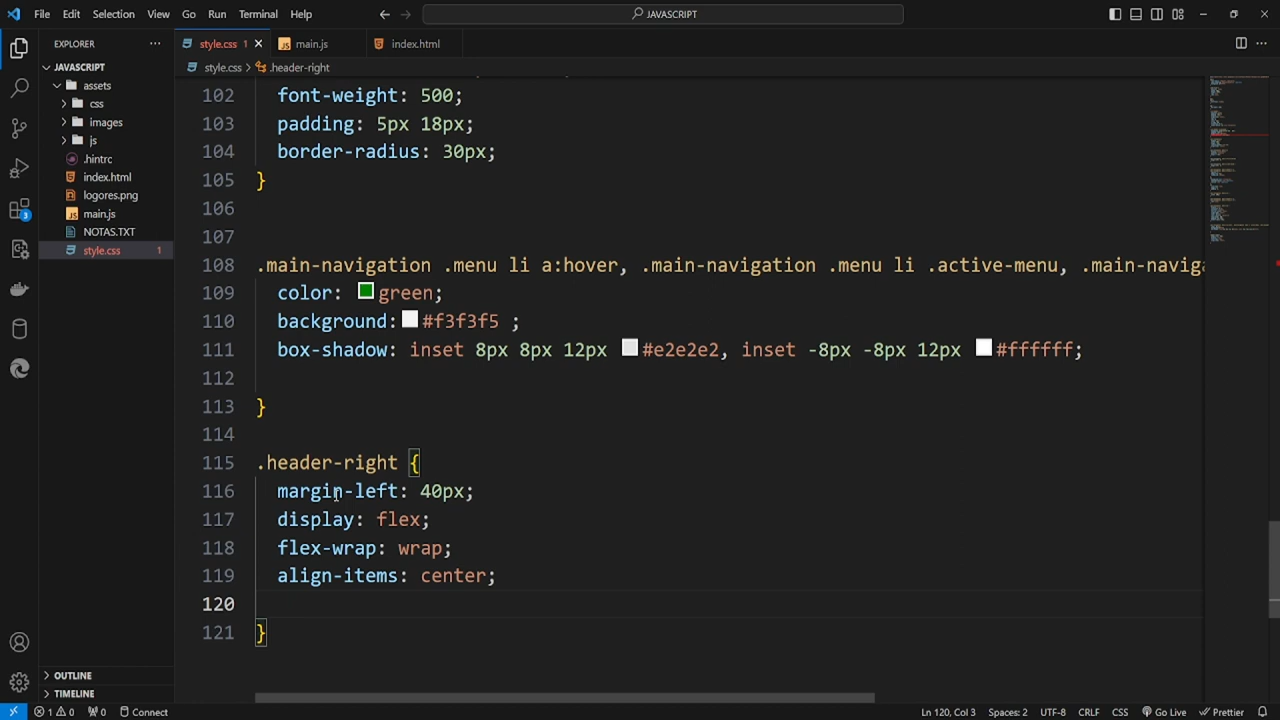 File Edit Selection View Go Run Terminal Help JAVASCRIPT
EXPLORER
style.css 1 main.js index.html
JAVASCRIPT
style.css > .header-right
assets
css
images
js
.hintrc
index.html
logores.png
main.js
NOTAS.TXT
style.css 1
OUTLINE
TIMELINE
3
102 font-weight: 500;
103 padding: 5px 18px;
104 border-radius: 30px;
105 }
106
107
108 .main-navigation .menu li a:hover, .main-navigation .menu li .active-menu, .main-naviga
109 color: green;
110 background: #f3f3f5 ;
111 box-shadow: inset 8px 8px 12px #e2e2e2, inset -8px -8px 12px #ffffff;
112
113 }
114
115 .header-right {
116 margin-left: 40px;
117 display: flex;
118 flex-wrap: wrap;
119 align-items: center;
120
121 }
1 0 0 Connect Ln 120, Col 3 Spaces: 2 UTF-8 CRLF CSS Go Live Prettier